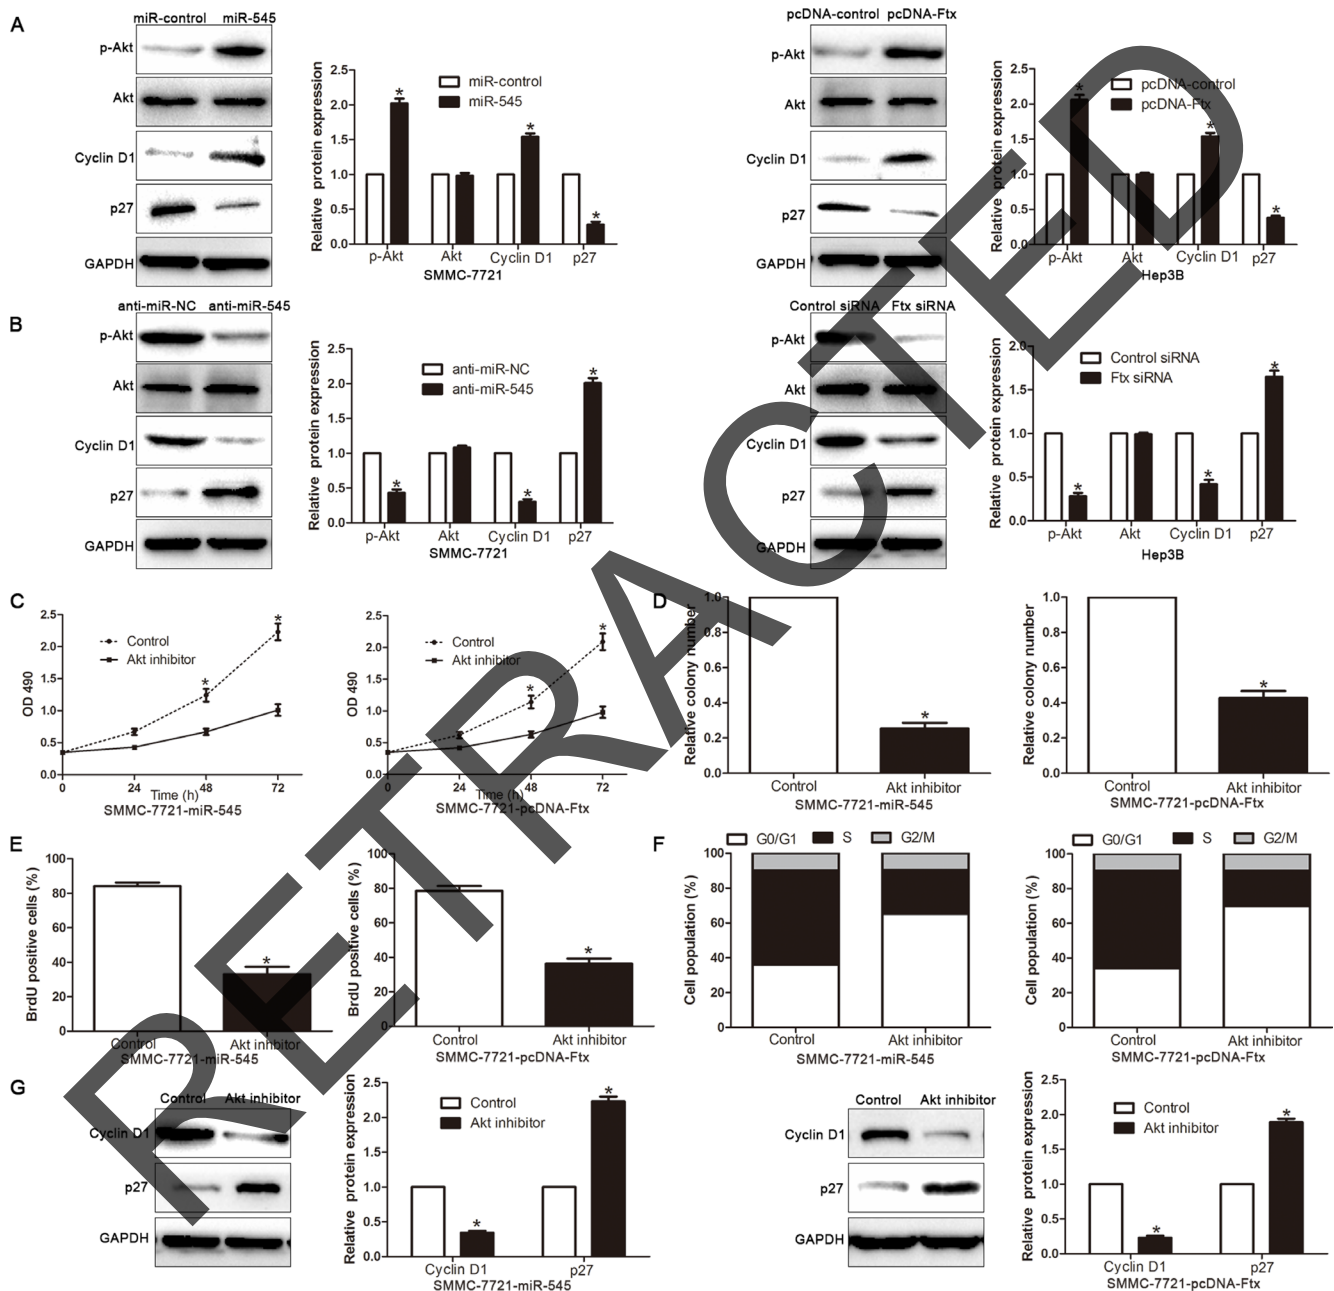 A
miR-control miR-545
p-Akt
Akt
Cyclin D1
p27
GAPDH
Relative protein expression
2.5
2.0
1.5
1.0
0.5
0.0
miR-control
miR-545
* * *
p-Akt Akt Cyclin D1 p27
SMMC-7721
pcDNA-control pcDNA-Ftx
p-Akt
Akt
Cyclin D1
p27
GAPDH
Relative protein expression
2.5
2.0
1.5
1.0
0.5
0.0
pcDNA-control
pcDNA-Ftx
* * *
p-Akt Akt Cyclin D1 p27
Hep3B
B
anti-miR-NC anti-miR-545
p-Akt
Akt
Cyclin D1
p27
GAPDH
Relative protein expression
2.5
2.0
1.5
1.0
0.5
0.0
anti-miR-NC
anti-miR-545
* * *
p-Akt Akt Cyclin D1 p27
SMMC-7721
Control siRNA Ftx siRNA
p-Akt
Akt
Cyclin D1
p27
GAPDH
Relative protein expression
2.0
1.5
1.0
0.5
0.0
Control siRNA
Ftx siRNA
* * *
p-Akt Akt Cyclin D1 p27
Hep3B
C
OD 490
2.5
2.0
1.5
1.0
0.5
0.0
Control
Akt inhibitor
* *
0 24 48 72
Time (h)
SMMC-7721-miR-545
OD 490
2.5
2.0
1.5
1.0
0.5
0.0
Control
Akt inhibitor
* *
0 24 48 72
Time (h)
SMMC-7721-pcDNA-Ftx
D
Relative colony number
1.0
0.8
0.6
0.4
0.2
0.0
*
Control Akt inhibitor
SMMC-7721-miR-545
Relative colony number
1.0
0.8
0.6
0.4
0.2
0.0
*
Control Akt inhibitor
SMMC-7721-pcDNA-Ftx
E
BrdU positive cells (%)
100
80
60
40
20
0
*
Control Akt inhbitor
SMMC-7721-miR-545
BrdU positive cells (%)
100
80
60
40
20
0
*
Control Akt inhibitor
SMMC-7721-pcDNA-Ftx
F
G0/G1 S G2/M
Cell population (%)
100
80
60
40
20
0
Control Akt inhibitor
SMMC-7721-miR-545
G0/G1 S G2/M
Cell population (%)
100
80
60
40
20
0
Control Akt inhibitor
SMMC-7721-pcDNA-Ftx
G
Control Akt inhibitor
Cyclin D1
p27
GAPDH
Relative protein expression
2.5
2.0
1.5
1.0
0.5
0.0
Control
Akt inhibitor
* *
Cyclin D1 p27
SMMC-7721-miR-545
Control Akt inhibitor
Cyclin D1
p27
GAPDH
Relative protein expression
2.5
2.0
1.5
1.0
0.5
0.0
Control
Akt inhibitor
* *
Cyclin D1 p27
SMMC-7721-pcDNA-Ftx
RETRACTED